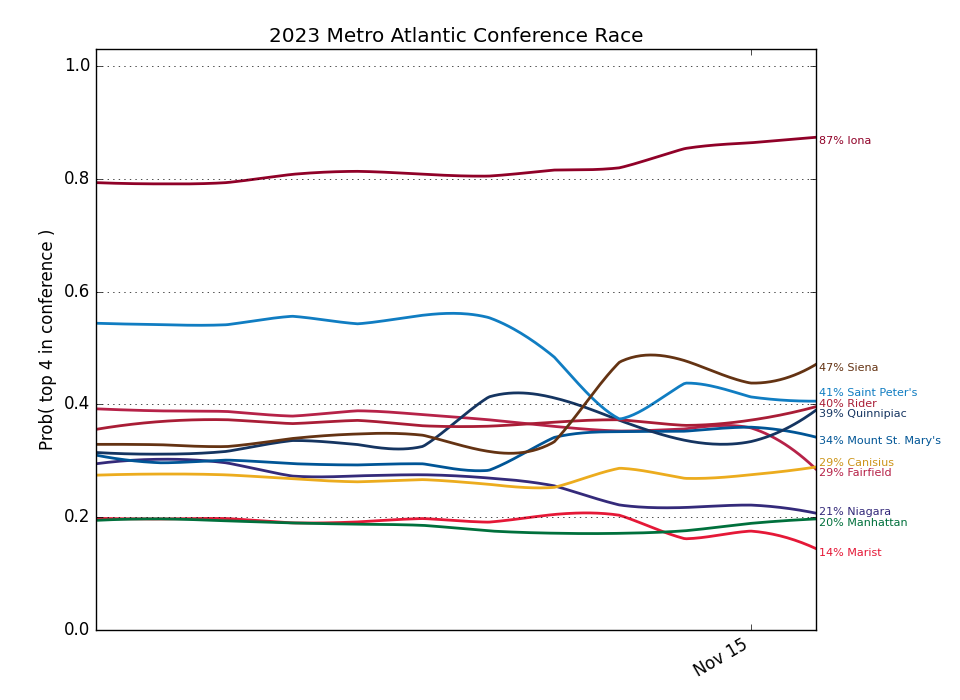 2023 Metro Atlantic Conference Race
Prob( top 4 in conference )
1.0
0.8
0.6
0.4
0.2
0.0
87% Iona
47% Siena
41% Saint Peter's
40% Rider
39% Quinnipiac
34% Mount St. Mary's
29% Canisius
29% Fairfield
21% Niagara
20% Manhattan
14% Marist
Nov 15